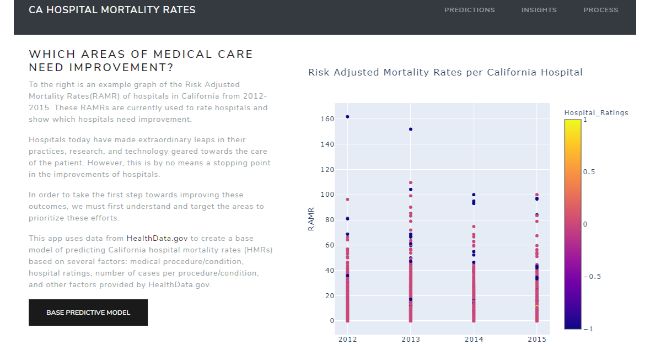 CA HOSPITAL MORTALITY RATES
PREDICTIONS INSIGHTS PROCESS
WHICH AREAS OF MEDICAL CARE
NEED IMPROVEMENT?
To the right is an example graph of the Risk Adjusted
Mortality Rates(RAMR) of hospitals in California from 2012-
2015. These RAMRs are currently used to rate hospitals and
show which hospitals need improvement.
Hospitals today have made extraordinary leaps in their
practices, research, and technology geared towards the care
of the patient. However, this is by no means a stopping point
in the improvements of hospitals.
In order to take the first step towards improving these
outcomes, we must first understand and target the areas to
prioritize these efforts.
This app uses data from HealthData.gov to create a base
model of predicting California hospital mortality rates (HMRs)
based on several factors: medical procedure/condition,
hospital ratings, number of cases per procedure/condition,
and other factors provided by HealthData.gov
BASE PREDICTIVE MODEL
Risk Adjusted Mortality Rates per California Hospital
RAMR
160
140
120
100
80
60
40
20
0
2012 2013 2014 2015
Hospital_Ratings
1
0.5
0
−0.5
−1